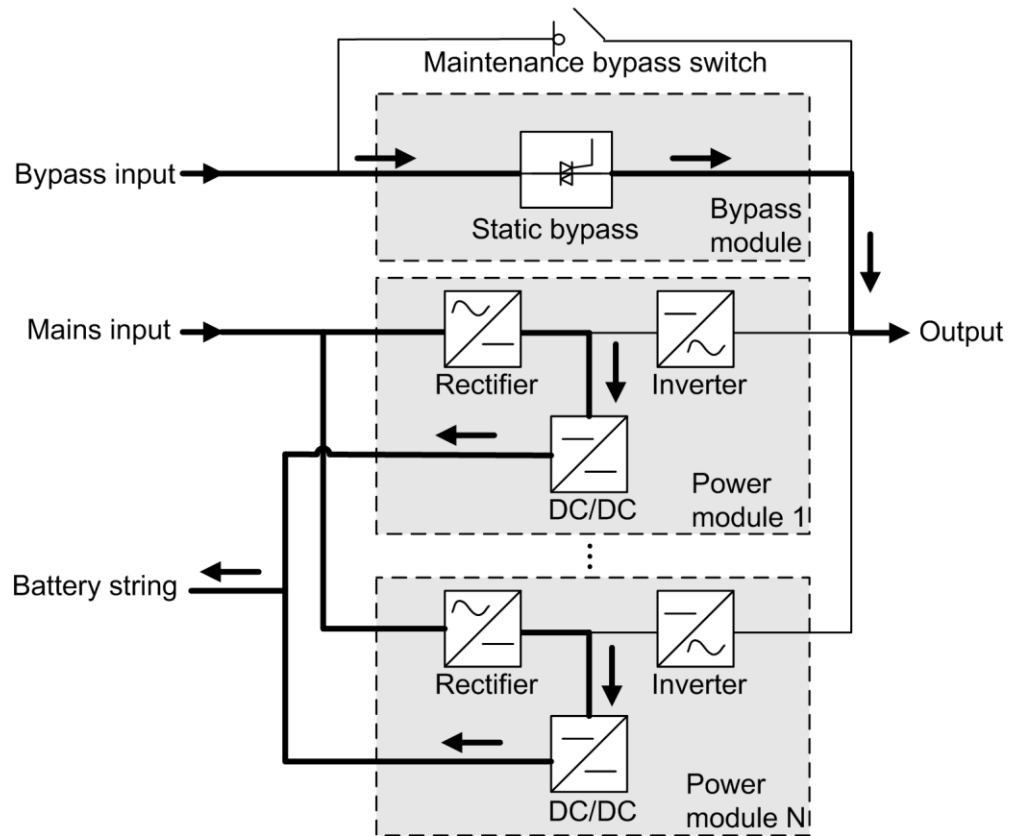 Maintenance bypass switch
Bypass input
Static bypass
Bypass
module
Mains input
Rectifier
Inverter
Output
DC/DC
Power
module 1
Battery string
Rectifier
Inverter
DC/DC
Power
module N